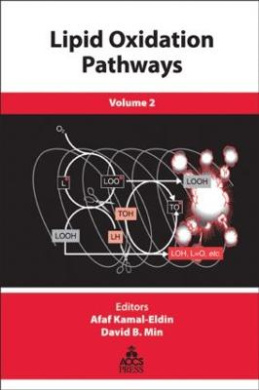 Lipid Oxidation
Pathways
Volume 2
O₂
L•
LOO•
LOOH
TO•
TOH
LOOH
LH
LOH, L=O, etc
Editors
Afaf Kamal-Eldin
David B. Min
AOCS
PRESS